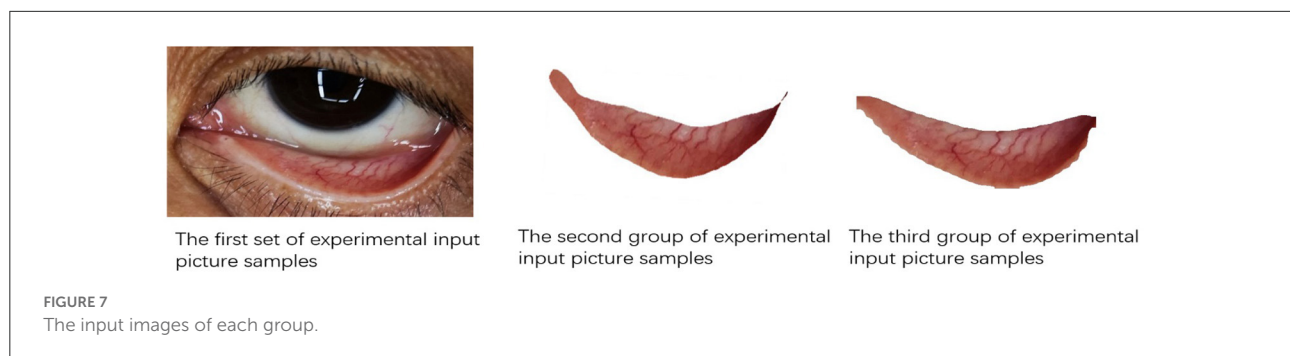 The first set of experimental input
picture samples
The second group of experimental
input picture samples
The third group of experimental
input picture samples
FIGURE 7
The input images of each group.